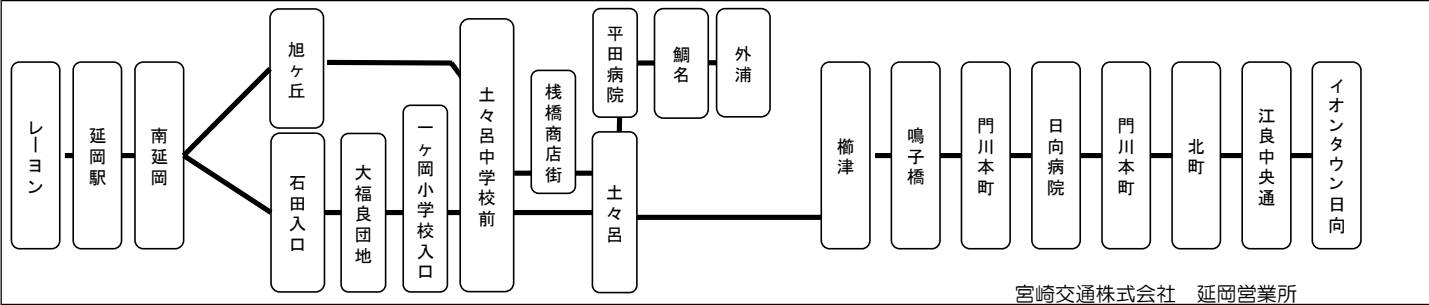 レーヨン
延岡駅
南延岡
旭ヶ丘
石田入口
大福良団地
一ヶ岡小学校入口
土々呂中学校前
桟橋商店街
平田病院
鯛名
外浦
土々呂
櫛津
鳴子橋
門川本町
日向病院
門川本町
北町
江良中央通
イオンタウン日向
宮崎交通株式会社　延岡営業所